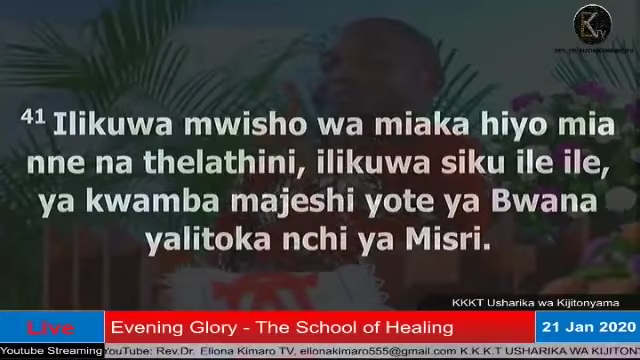 KTV
41 Ilikuwa mwisho wa miaka hiyo mia
nne na thelathini, ilikuwa siku ile ile,
ya kwamba majeshi yote ya Bwana
yalitoka nchi ya Misri.
KKKT Usharika wa Kijitonyama
Live
Evening Glory - The School of Healing
21 Jan 2020
Youtube Streaming
YouTube: Rev.Dr. Eliona Kimaro TV, elionakimaro555@gmail.com K.K.K.T USHARIKA WA KIJITON